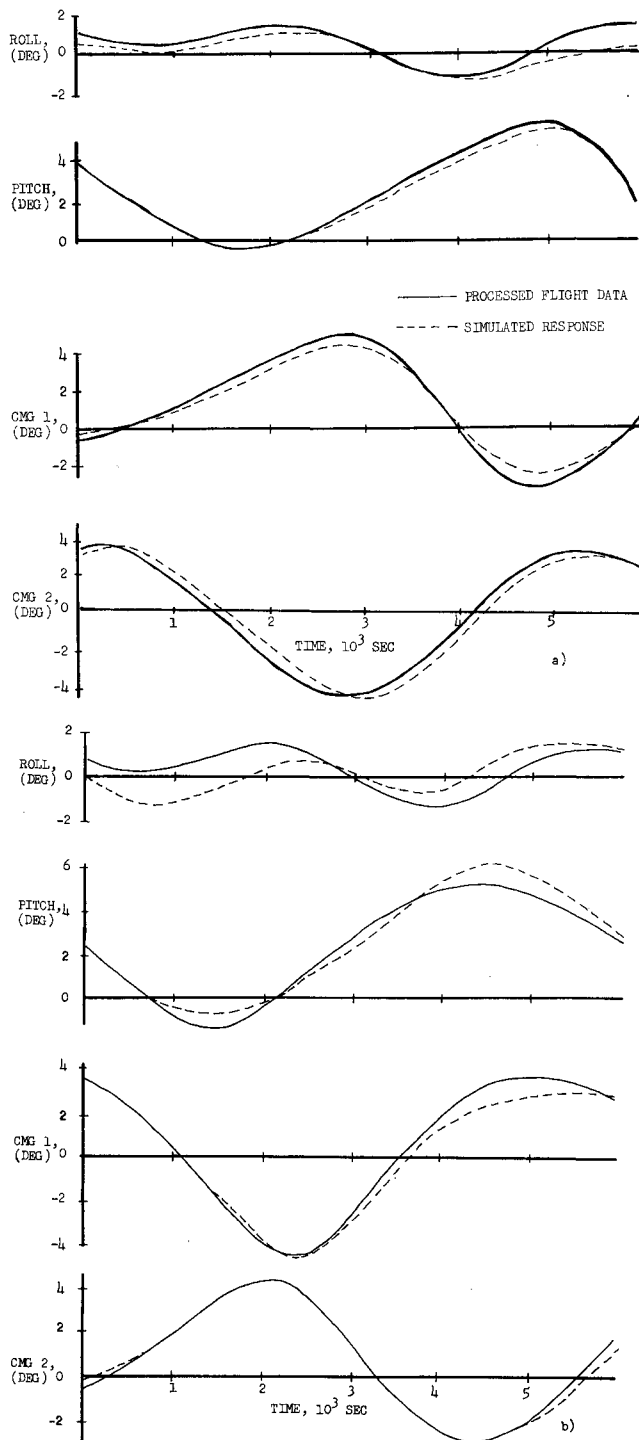 2
ROLL,
(DEG)
0
-2
4
PITCH,
(DEG)
2
0
PROCESSED FLIGHT DATA
SIMULATED RESPONSE
4
2
CMG 1,
(DEG)
0
-2
4
2
CMG 2,
(DEG)
0
1 2 3 4 5
-2
TIME, 10³ SEC
-4
a)
2
ROLL,
(DEG)
0
-2
6
PITCH,
(DEG)
4
2
0
4
2
CMG 1,
(DEG)
0
-2
-4
4
2
CMG 2,
(DEG)
0
1 2 3 4 5
-2
TIME, 10³ SEC
b)